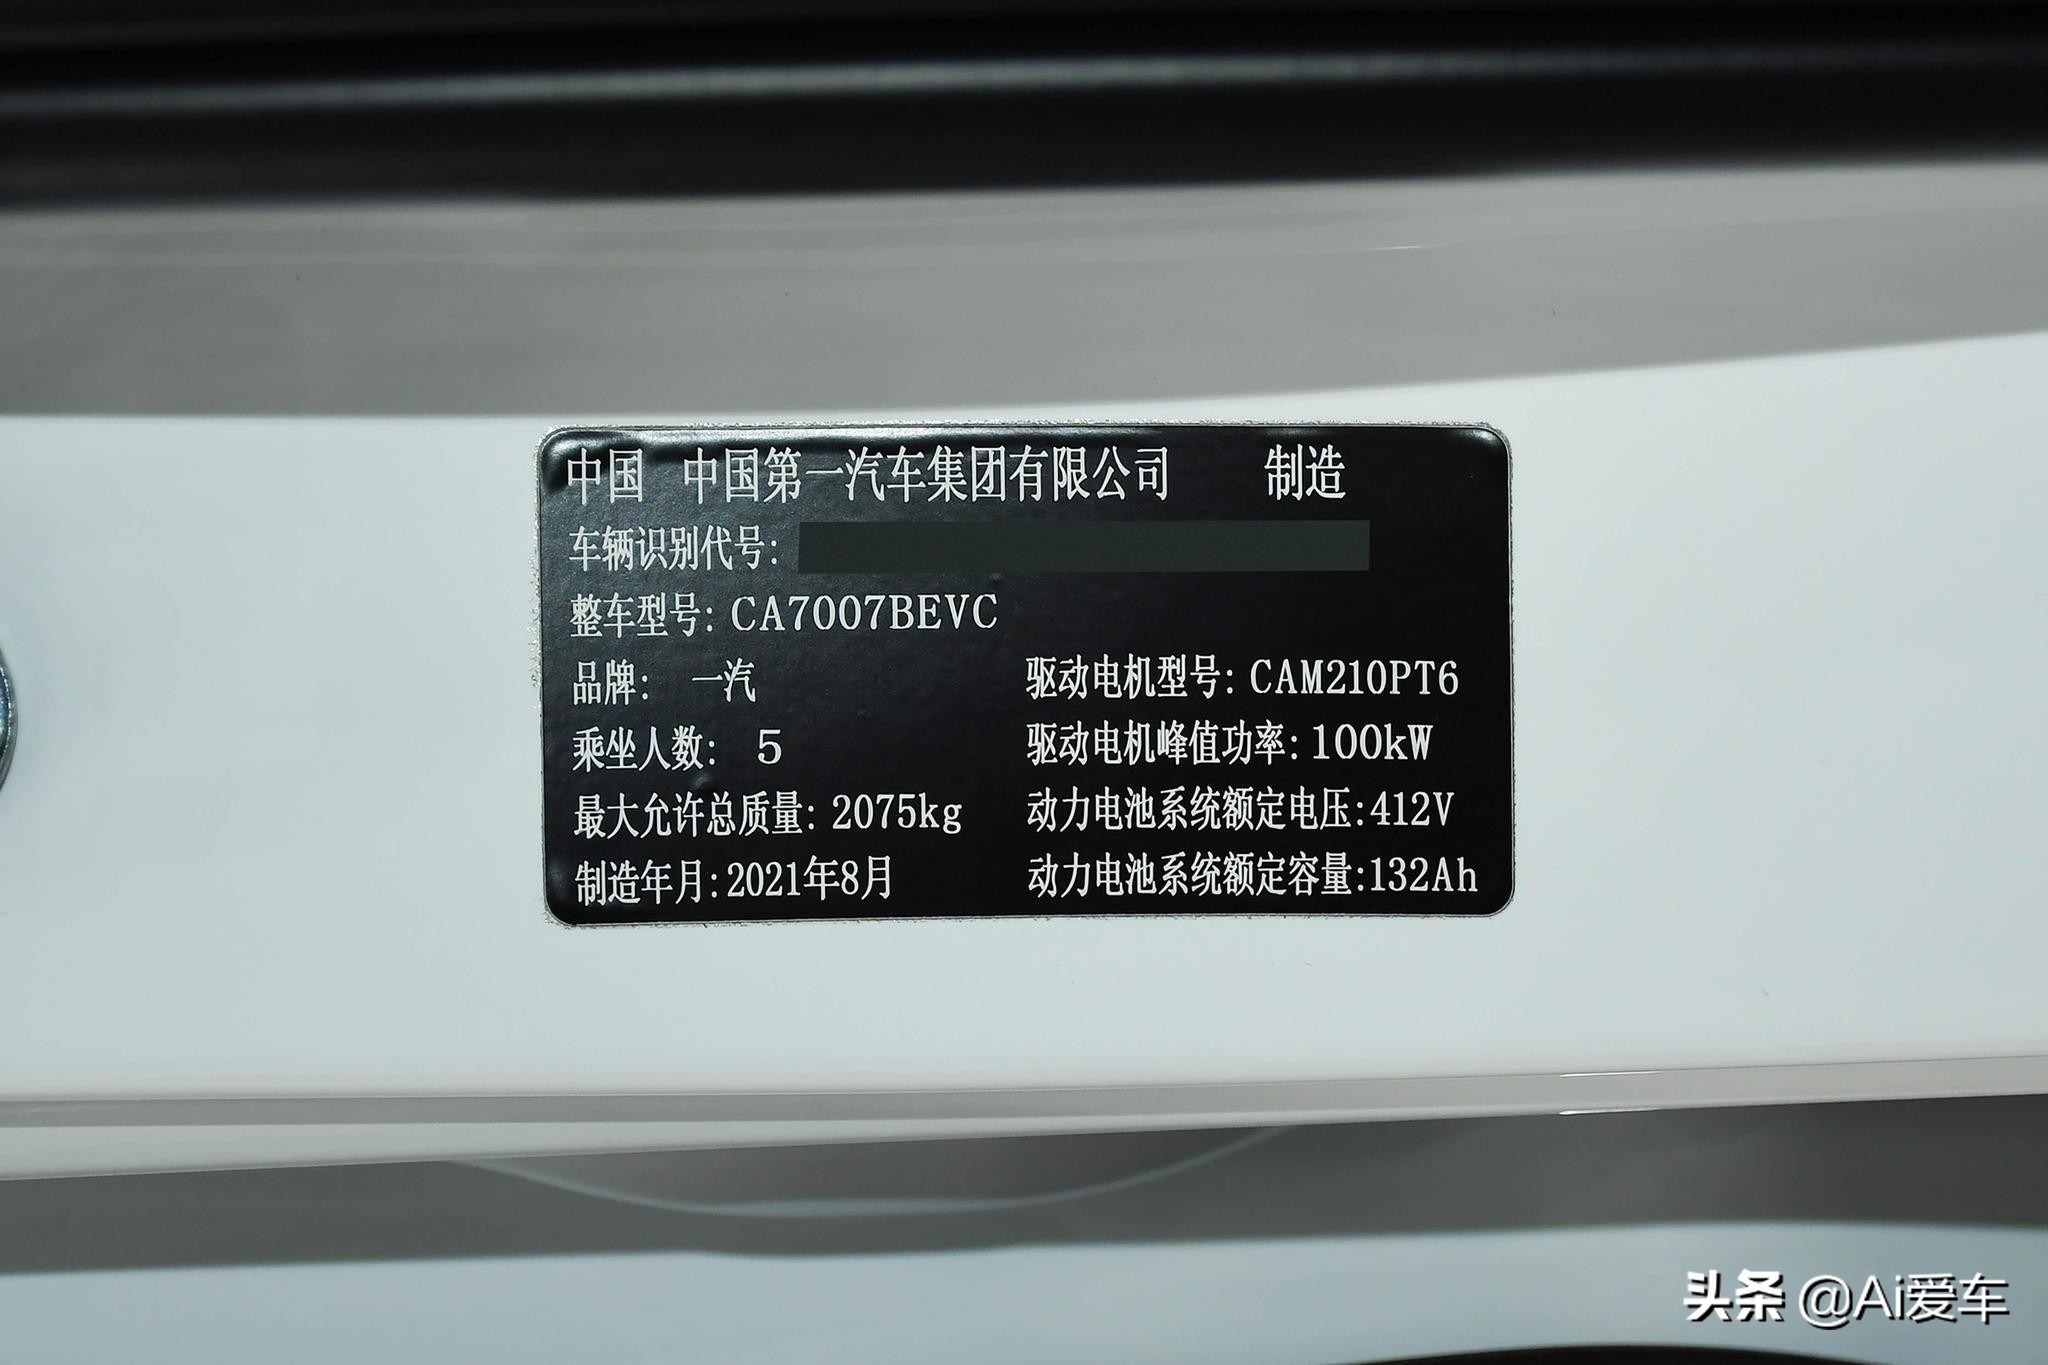 中国 中国第一汽车集团有限公司 制造
车辆识别代号:
整车型号: CA7007BEVC
品牌: 一汽 驱动电机型号: CAM210PT6
乘坐人数: 5 驱动电机峰值功率: 100kW
最大允许总质量: 2075kg 动力电池系统额定电压:412V
制造年月:2021年8月 动力电池系统额定容量:132Ah
头条 @Ai爱车